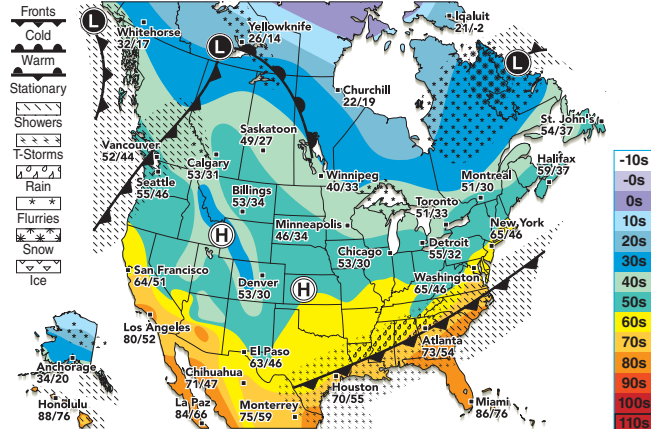 Fronts
Cold
Warm
Stationary
Showers
T-Storms
Rain
Flurries
Snow
Ice
L
Whitehorse
32/17
L
Yellowknife
26/14
Iqaluit
21/-2
L
Churchill
22/19
St. John's
54/37
Vancouver
52/44
Calgary
53/31
Saskatoon
49/27
Winnipeg
40/33
Montreal
51/30
Halifax
59/37
Seattle
55/46
Billings
53/34
Minneapolis
46/34
Toronto
51/33
New York
65/46
H
Chicago
53/30
Detroit
55/32
San Francisco
64/51
Denver
53/30
H
Washington
65/46
Los Angeles
80/52
El Paso
63/46
Atlanta
73/54
Anchorage
34/20
Chihuahua
71/47
Houston
70/55
Honolulu
88/76
La Paz
84/66
Monterrey
75/59
Miami
86/76
-10s
-0s
0s
10s
20s
30s
40s
50s
60s
70s
80s
90s
100s
110s